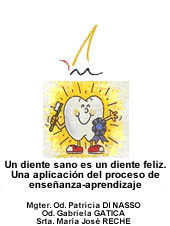 Un diente sano es un diente feliz.
Una aplicación del proceso de
enseñanza-aprendizaje
Mgter. Od. Patricia DI NASSO
Od. Gabriela GATICA
Srta. María José RECHE